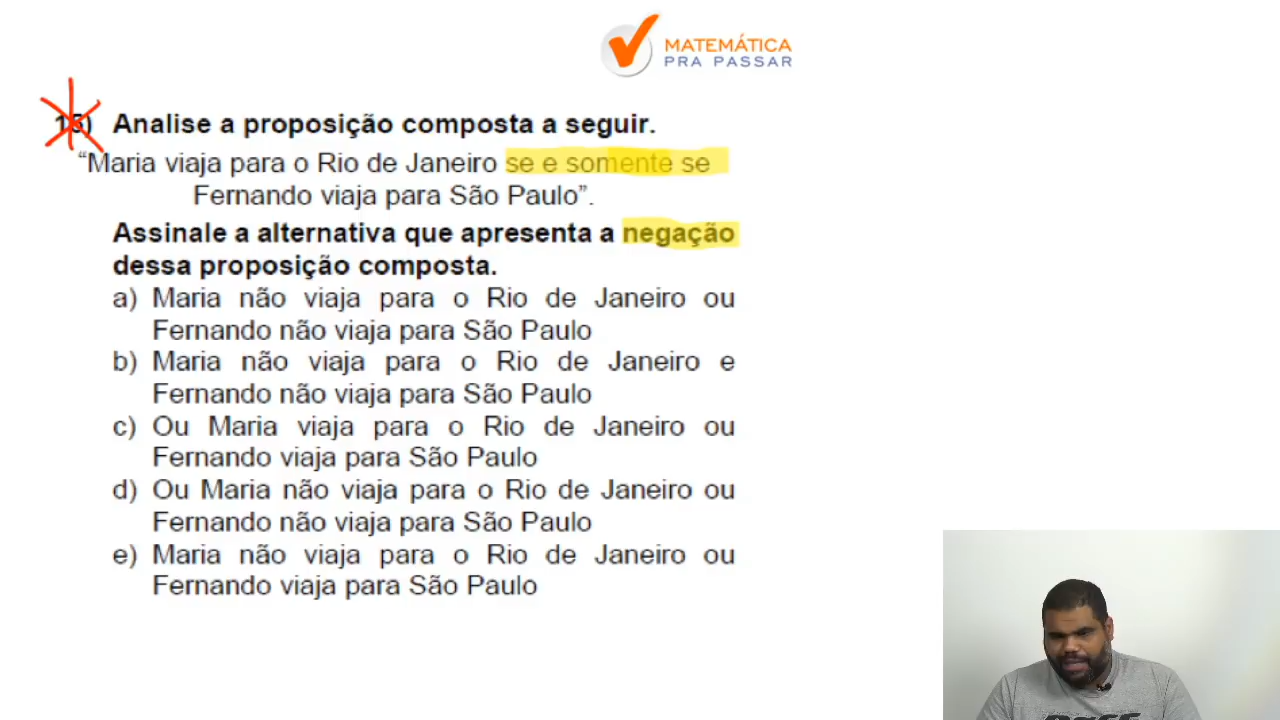 MATEMÁTICA
PRA PASSAR
15) Analise a proposição composta a seguir.
“Maria viaja para o Rio de Janeiro se e somente se
Fernando viaja para São Paulo”.
Assinale a alternativa que apresenta a negação
dessa proposição composta.
a) Maria não viaja para o Rio de Janeiro ou
Fernando não viaja para São Paulo
b) Maria não viaja para o Rio de Janeiro e
Fernando não viaja para São Paulo
c) Ou Maria viaja para o Rio de Janeiro ou
Fernando viaja para São Paulo
d) Ou Maria não viaja para o Rio de Janeiro ou
Fernando não viaja para São Paulo
e) Maria não viaja para o Rio de Janeiro ou
Fernando viaja para São Paulo